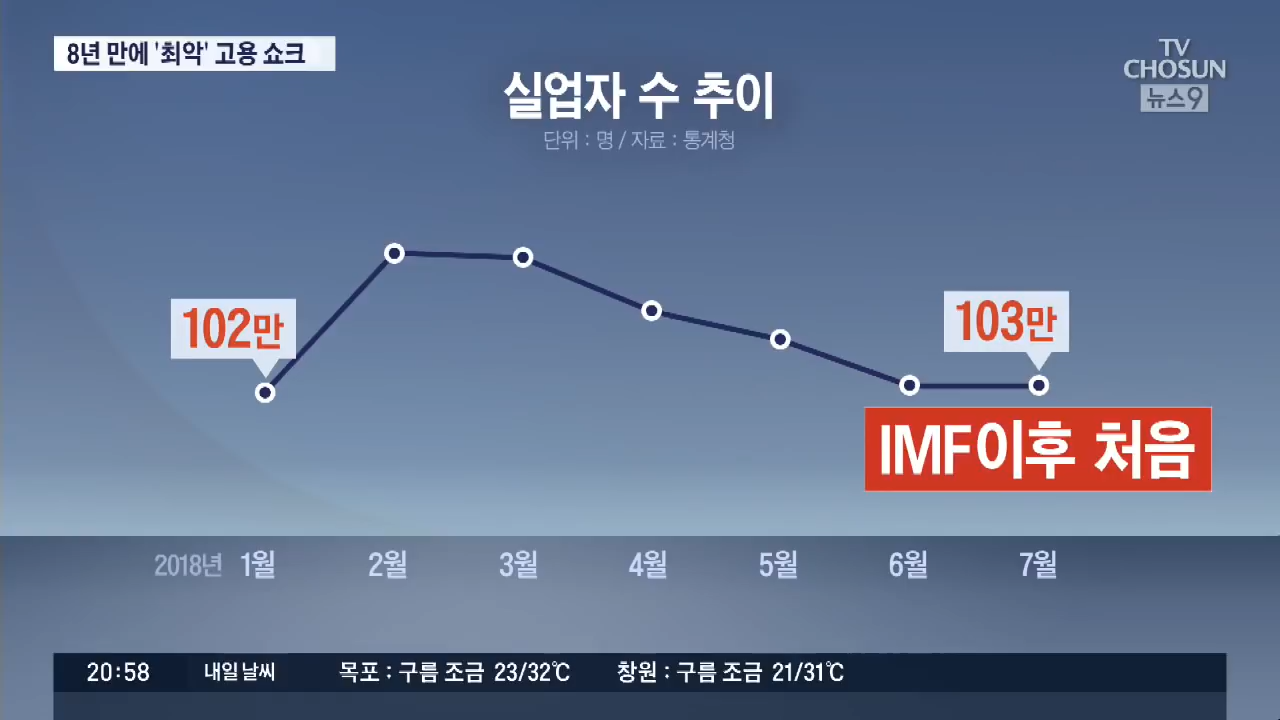 8년 만에 '최악' 고용 쇼크
TV
CHOSUN
뉴스9
실업자 수 추이
단위 : 명 / 자료 : 통계청
102만
103만
IMF이후 처음
2018년 1월 2월 3월 4월 5월 6월 7월
20:58 내일 날씨 목포 : 구름 조금 23/32℃ 창원 : 구름 조금 21/31℃